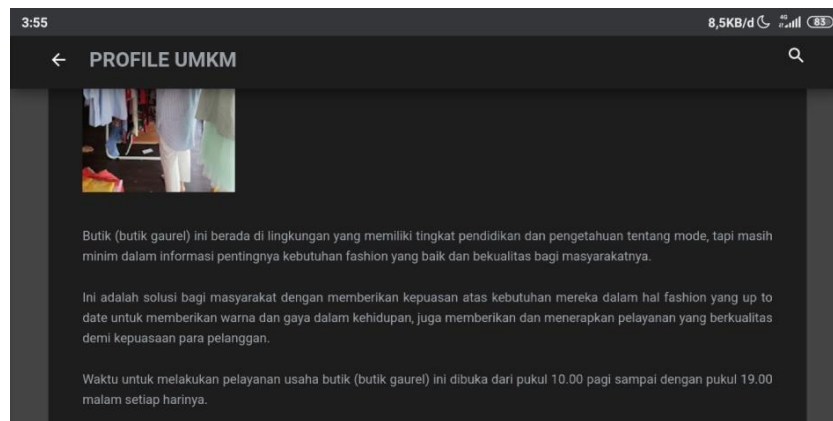 3:55 8,5KB/d 4G 83
PROFILE UMKM
Butik (butik gaurel) ini berada di lingkungan yang memiliki tingkat pendidikan dan pengetahuan tentang mode, tapi masih
minim dalam informasi pentingnya kebutuhan fashion yang baik dan bekualitas bagi masyarakatnya.
Ini adalah solusi bagi masyarakat dengan memberikan kepuasan atas kebutuhan mereka dalam hal fashion yang up to
date untuk memberikan warna dan gaya dalam kehidupan, juga memberikan dan menerapkan pelayanan yang berkualitas
demi kepuasaan para pelanggan.
Waktu untuk melakukan pelayanan usaha butik (butik gaurel) ini dibuka dari pukul 10.00 pagi sampai dengan pukul 19.00
malam setiap harinya.